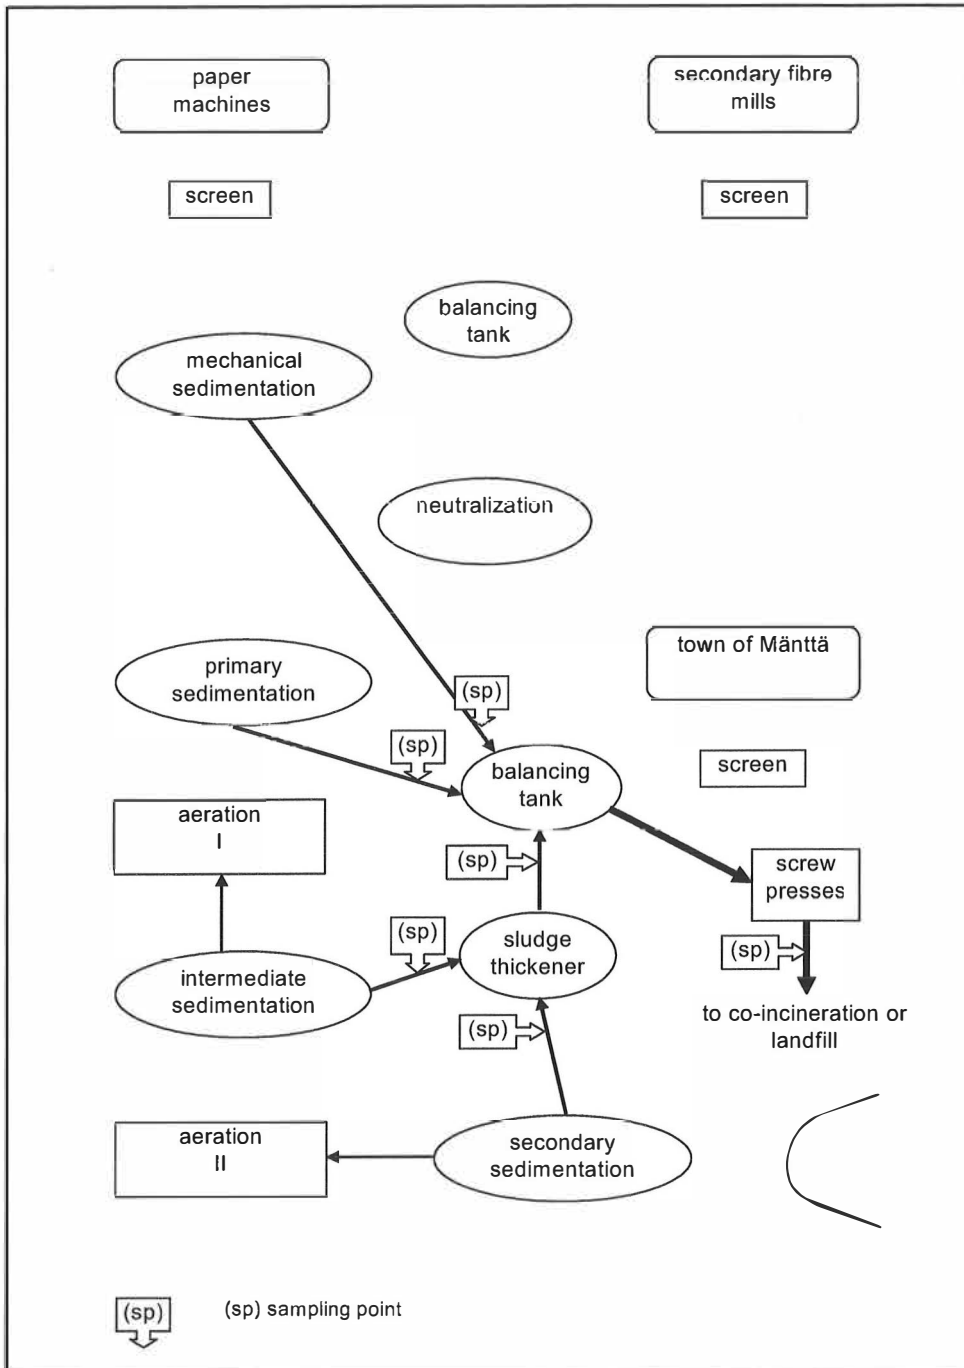 paper
machines
secondary fibre
mills
screen
screen
balancing
tank
mechanical
sedimentation
neutralization
town of Mänttä
primary
sedimentation
(sp)
(sp)
balancing
tank
screen
aeration
I
(sp)
screw
presses
(sp)
sludge
thickener
(sp)
intermediate
sedimentation
to co-incineration or
landfill
(sp)
aeration
II
secondary
sedimentation
(sp)
(sp) sampling point